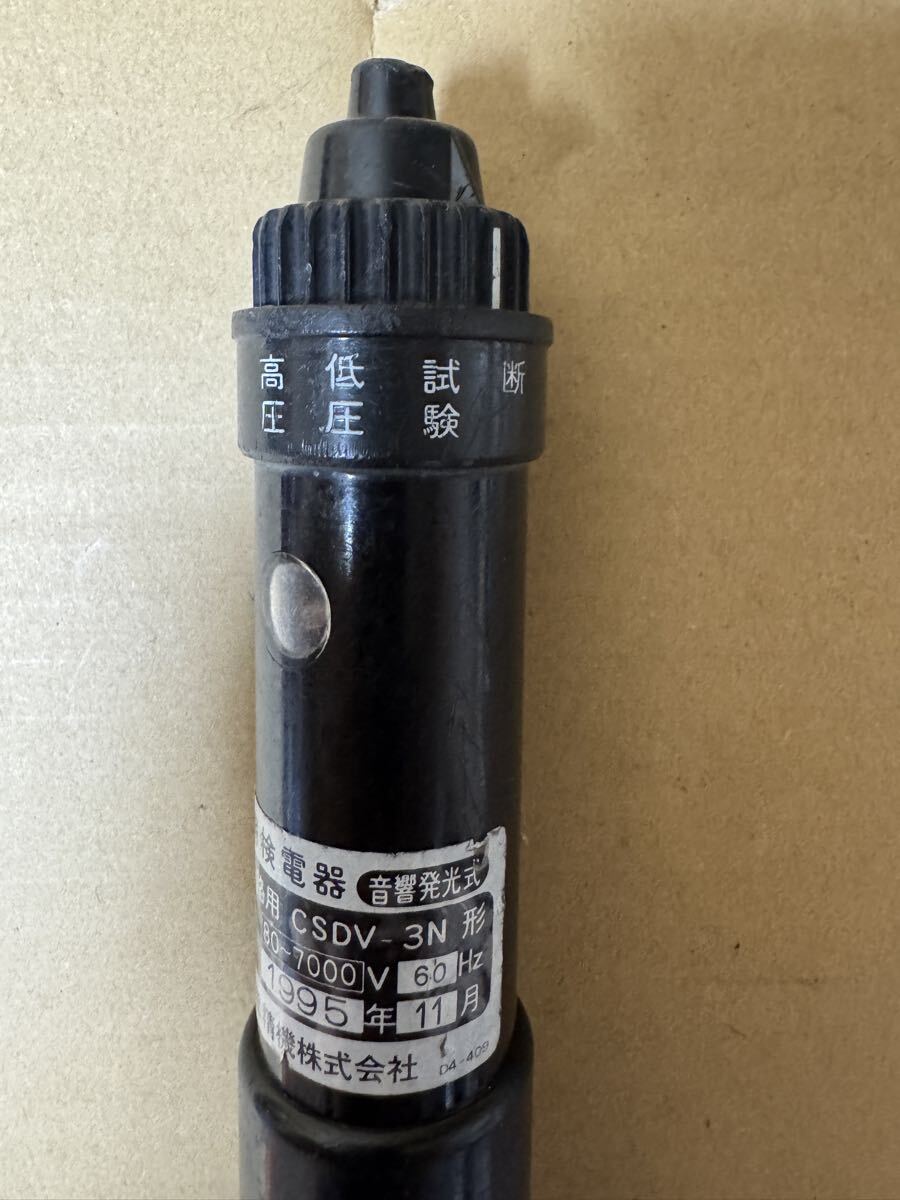 高圧 低圧 試験 断
検電器 音響発光式
用 CSDV-3N 形
80~7000 V 60 Hz
1995 年 11 月
機株式会社 D4-409